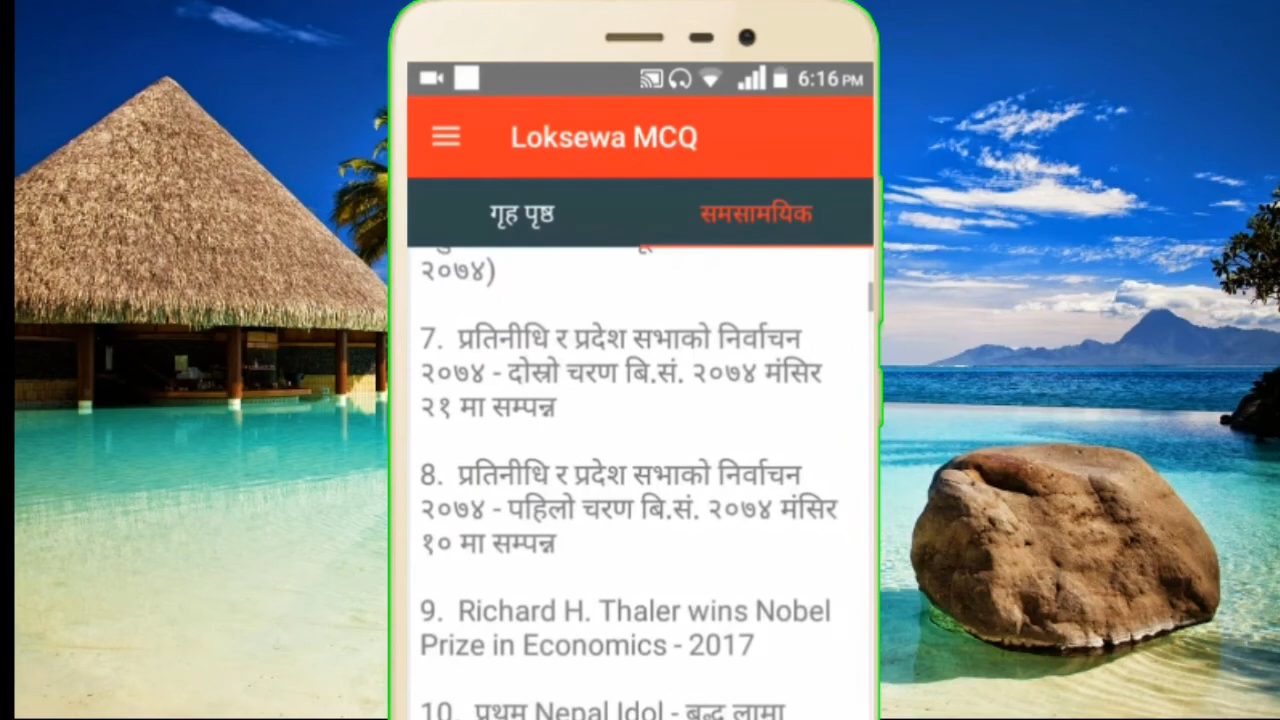 6:16 PM
Loksewa MCQ
गृह पृष्ठ
समसामयिक
२०७४)
7. प्रतिनीधि र प्रदेश सभाको निर्वाचन
२०७४ - दोस्रो चरण बि.सं. २०७४ मंसिर
२१ मा सम्पन्न
8. प्रतिनीधि र प्रदेश सभाको निर्वाचन
२०७४ - पहिलो चरण बि.सं. २०७४ मंसिर
१० मा सम्पन्न
9. Richard H. Thaler wins Nobel
Prize in Economics - 2017
10. प्रथम Nepal Idol - बुद्ध लामा